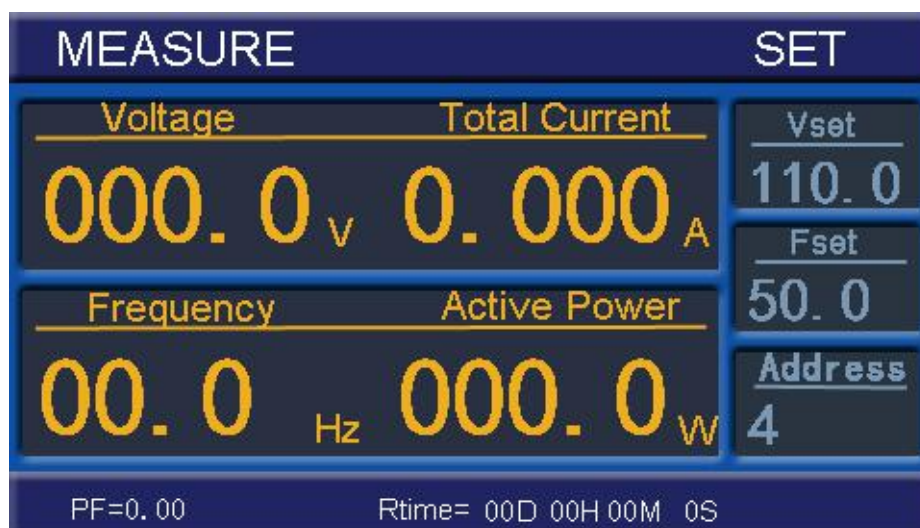 MEASURE SET
Voltage Total Current
000.0 V 0.000 A
Frequency Active Power
00.0 Hz 000.0 W
Vset
110.0
Fset
50.0
Address
4
PF=0.00 Rtime= 00D 00H 00M 0S